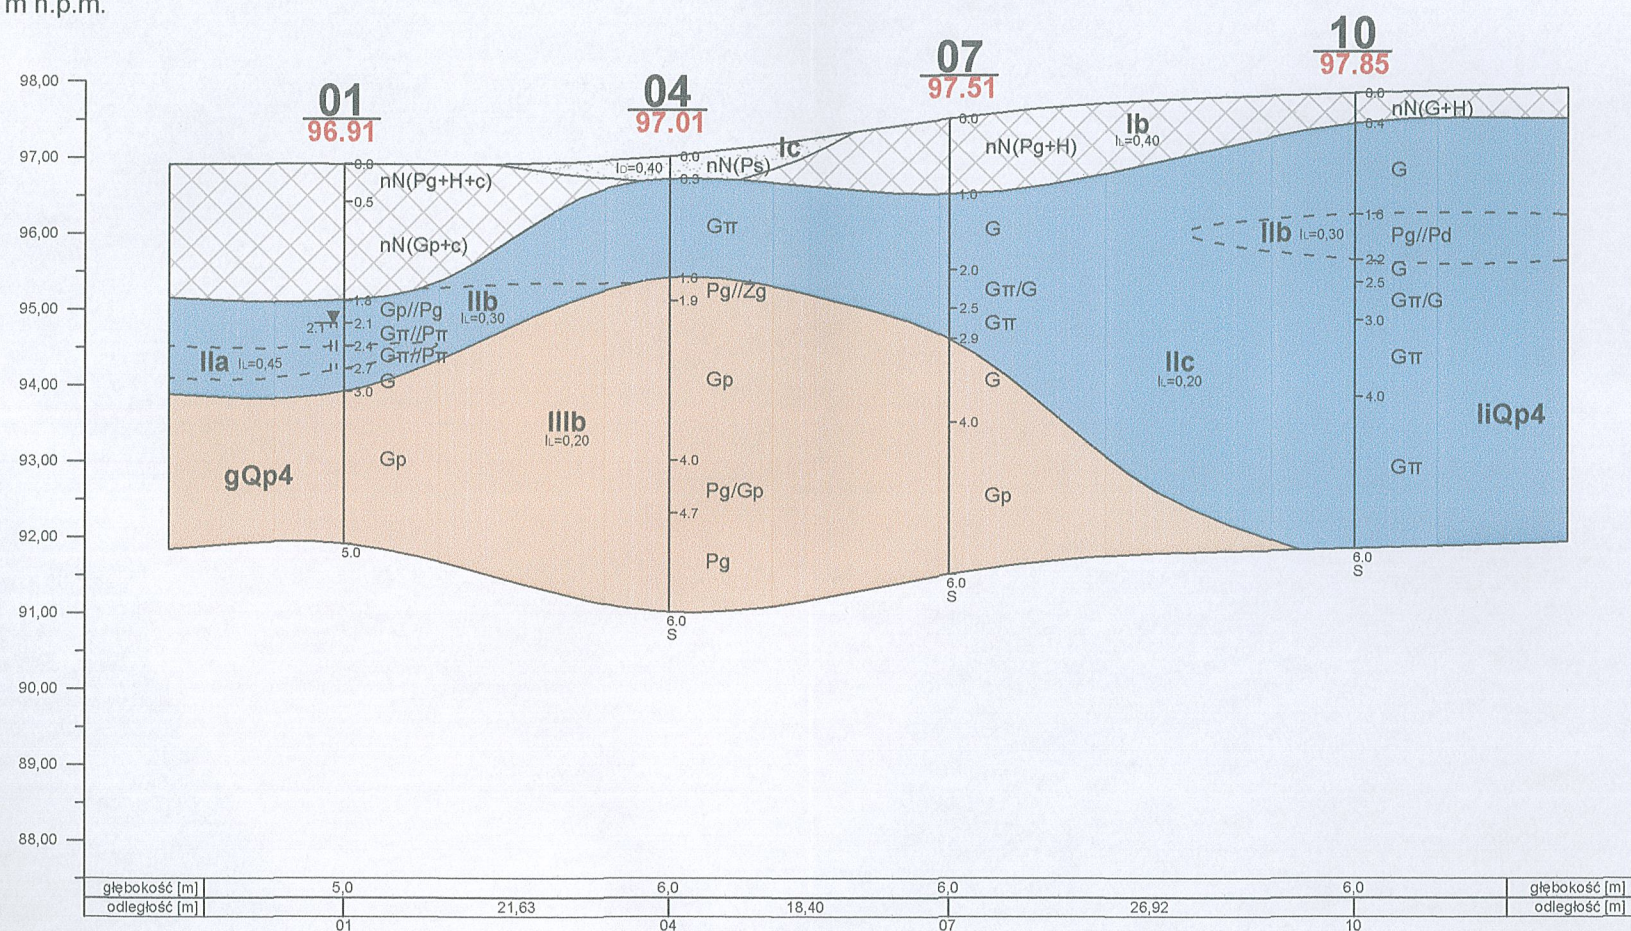 m n.p.m.
98,00
97,00
96,00
95,00
94,00
93,00
92,00
91,00
90,00
89,00
88,00
01
96.91
04
97.01
07
97.51
10
97.85
0.0
nN(Pg+H+c)
0.5
nN(Gp+c)
1.8
Gp//Pg
2.1
2.1
Gπ//Pπ
2.4
Gπ//Pπ
2.7
G
3.0
Gp
5.0
IIa IL=0,45
gQp4
IIb
IL=0,30
IIIb
IL=0,20
ID=0,40
0.0
nN(Ps)
0.3
Gπ
1.6
Pg//Zg
1.9
Gp
4.0
Pg/Gp
4.7
Pg
6.0
S
Ic
0.0
nN(Pg+H)
1.0
G
2.0
Gπ/G
2.5
Gπ
2.9
G
4.0
Gp
6.0
S
Ib
IL=0,40
IIb IL=0,30
IIc
IL=0,20
0.0
nN(G+H)
0.4
G
1.6
Pg//Pd
2.2
G
2.5
Gπ/G
3.0
Gπ
4.0
Gπ
6.0
S
liQp4
głębokość [m] 5,0 6,0 6,0 6,0 głębokość [m]
odległość [m] 21,63 18,40 26,92 odległość [m]
01 04 07 10